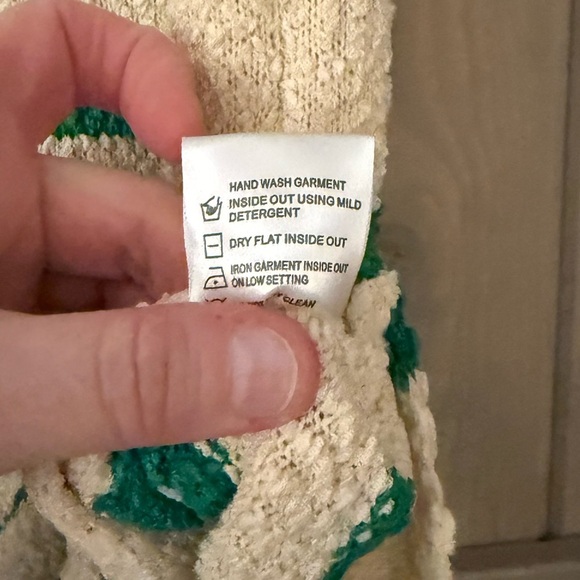 HAND WASH GARMENT
INSIDE OUT USING MILD
DETERGENT
DRY FLAT INSIDE OUT
IRON GARMENT INSIDE OUT
ON LOW SETTING
CLEAN